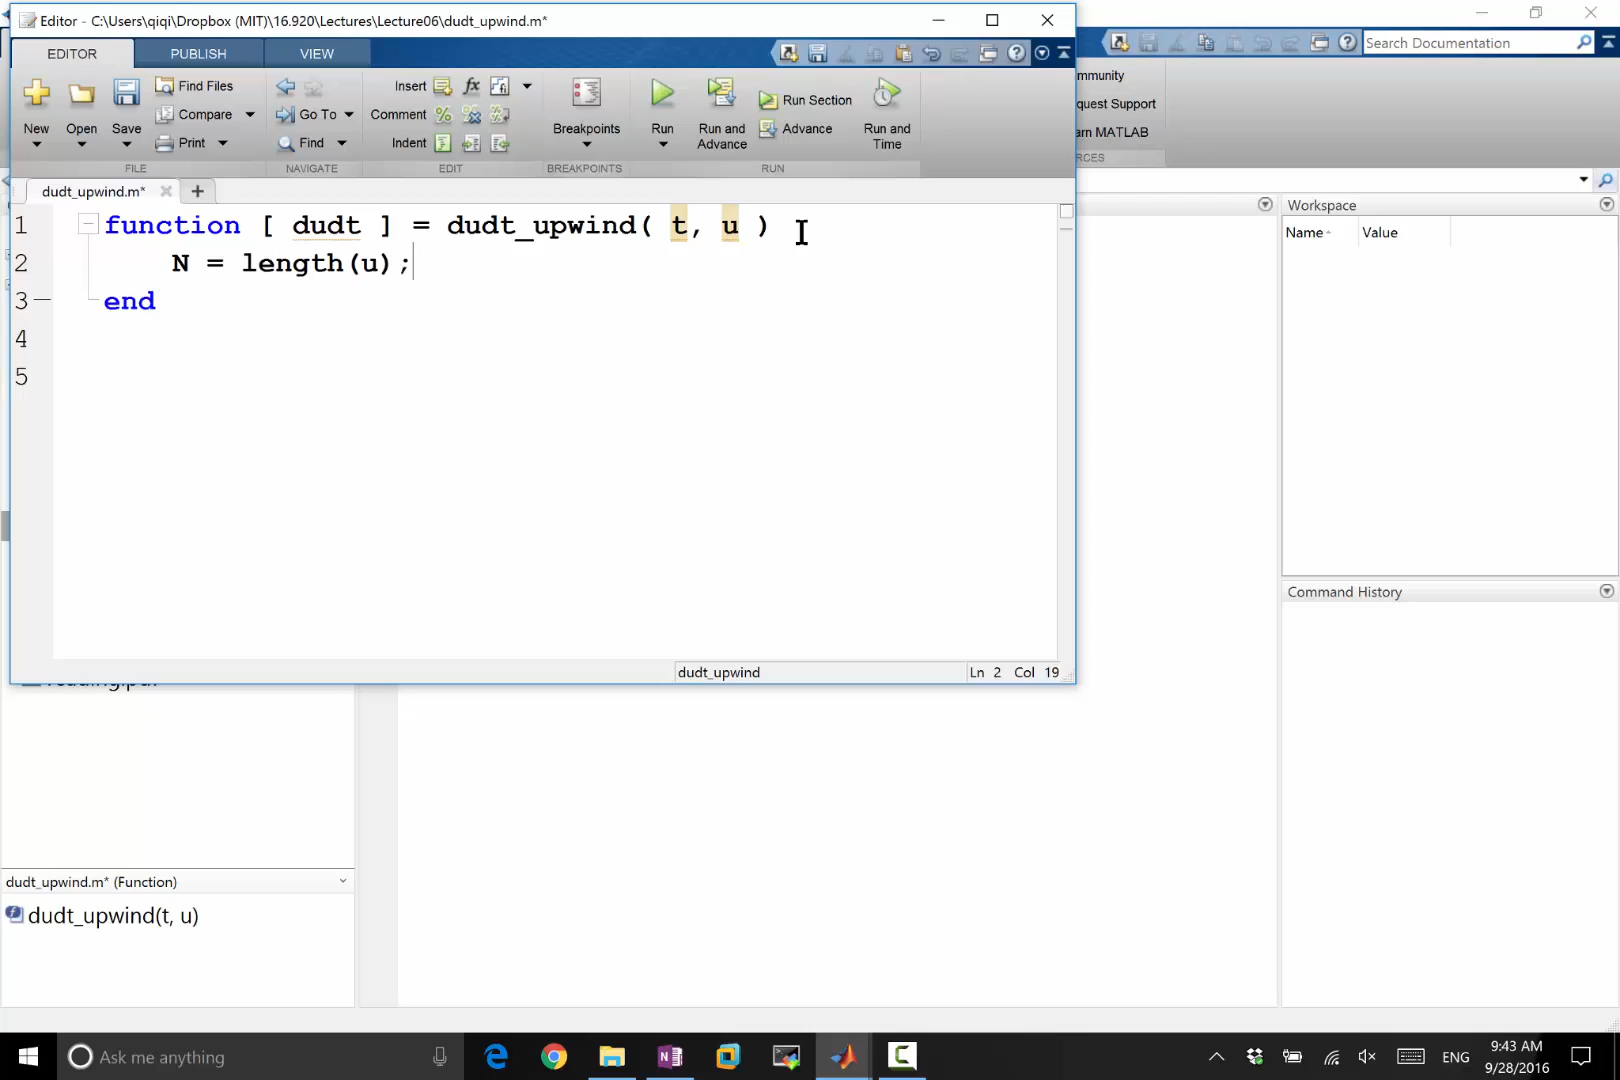 Editor - C:\Users\qiqi\Dropbox (MIT)\16.920\Lectures\Lecture06\dudt_upwind.m*
EDITOR PUBLISH VIEW
Search Documentation
New Open Save
Find Files
Compare
Print
FILE
Go To
Find
NAVIGATE
Insert
Comment
Indent
EDIT
Breakpoints
BREAKPOINTS
Run
Run and Advance
Run Section
Advance
Run and Time
RUN
mmunity
quest Support
arn MATLAB
RCES
dudt_upwind.m*
1 function [ dudt ] = dudt_upwind( t, u )
2 N = length(u);
3 end
4
5
dudt_upwind Ln 2 Col 19
Workspace
Name Value
Command History
dudt_upwind.m* (Function)
dudt_upwind(t, u)
Ask me anything
ENG
9:43 AM
9/28/2016